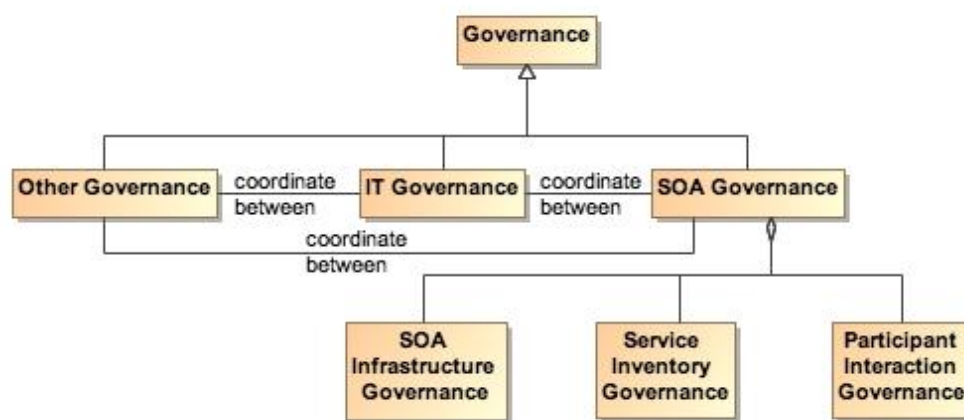 Governance
Other Governance
coordinate
between
IT Governance
coordinate
between
SOA Governance
coordinate
between
SOA
Infrastructure
Governance
Service
Inventory
Governance
Participant
Interaction
Governance